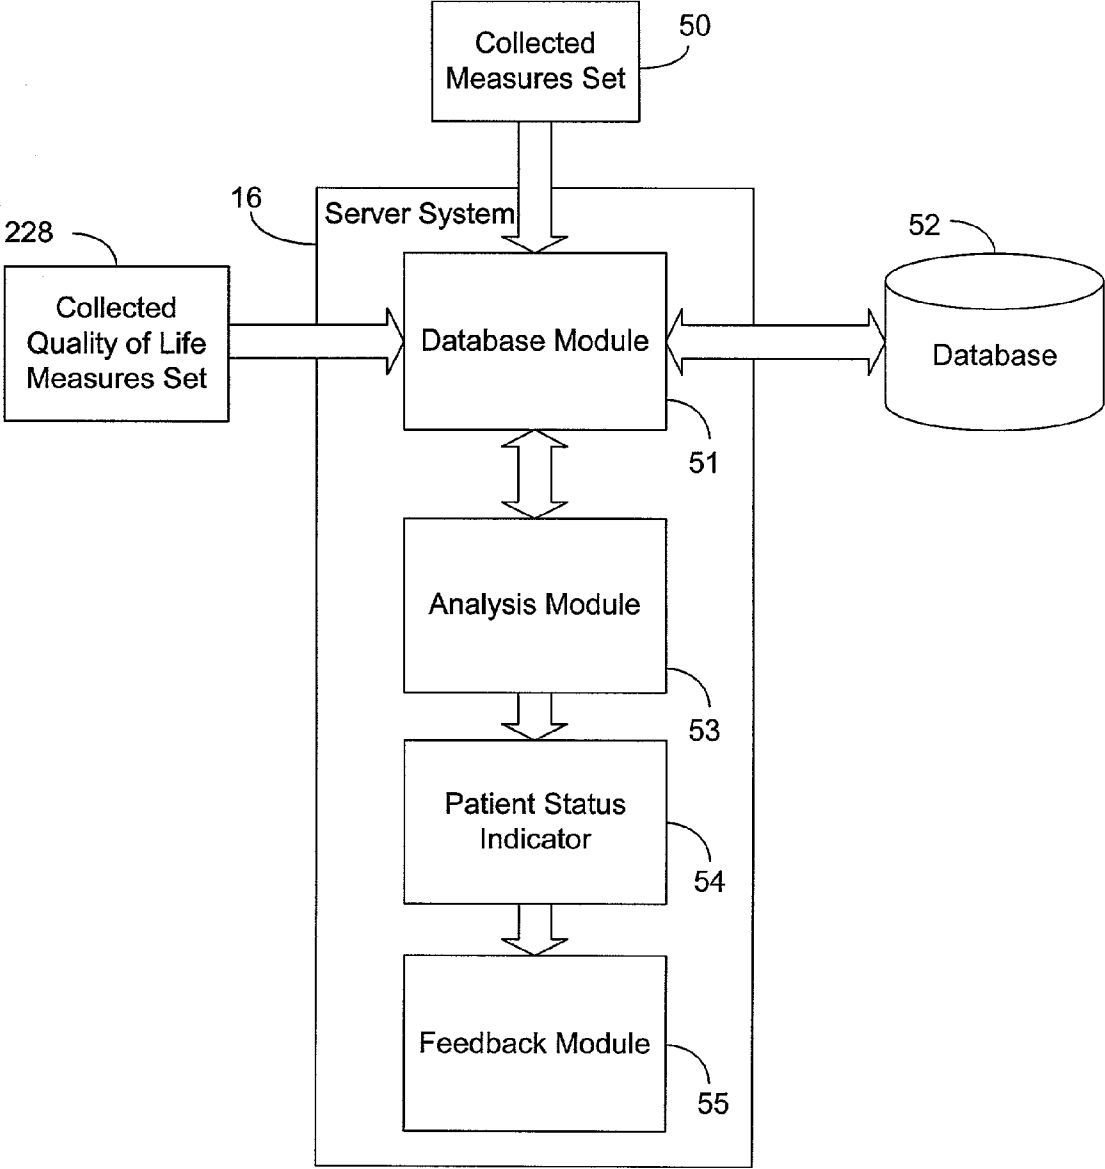 Collected
Measures Set
50
16
Server System
228
Collected
Quality of Life
Measures Set
Database Module
51
52
Database
Analysis Module
53
Patient Status
Indicator
54
Feedback Module
55